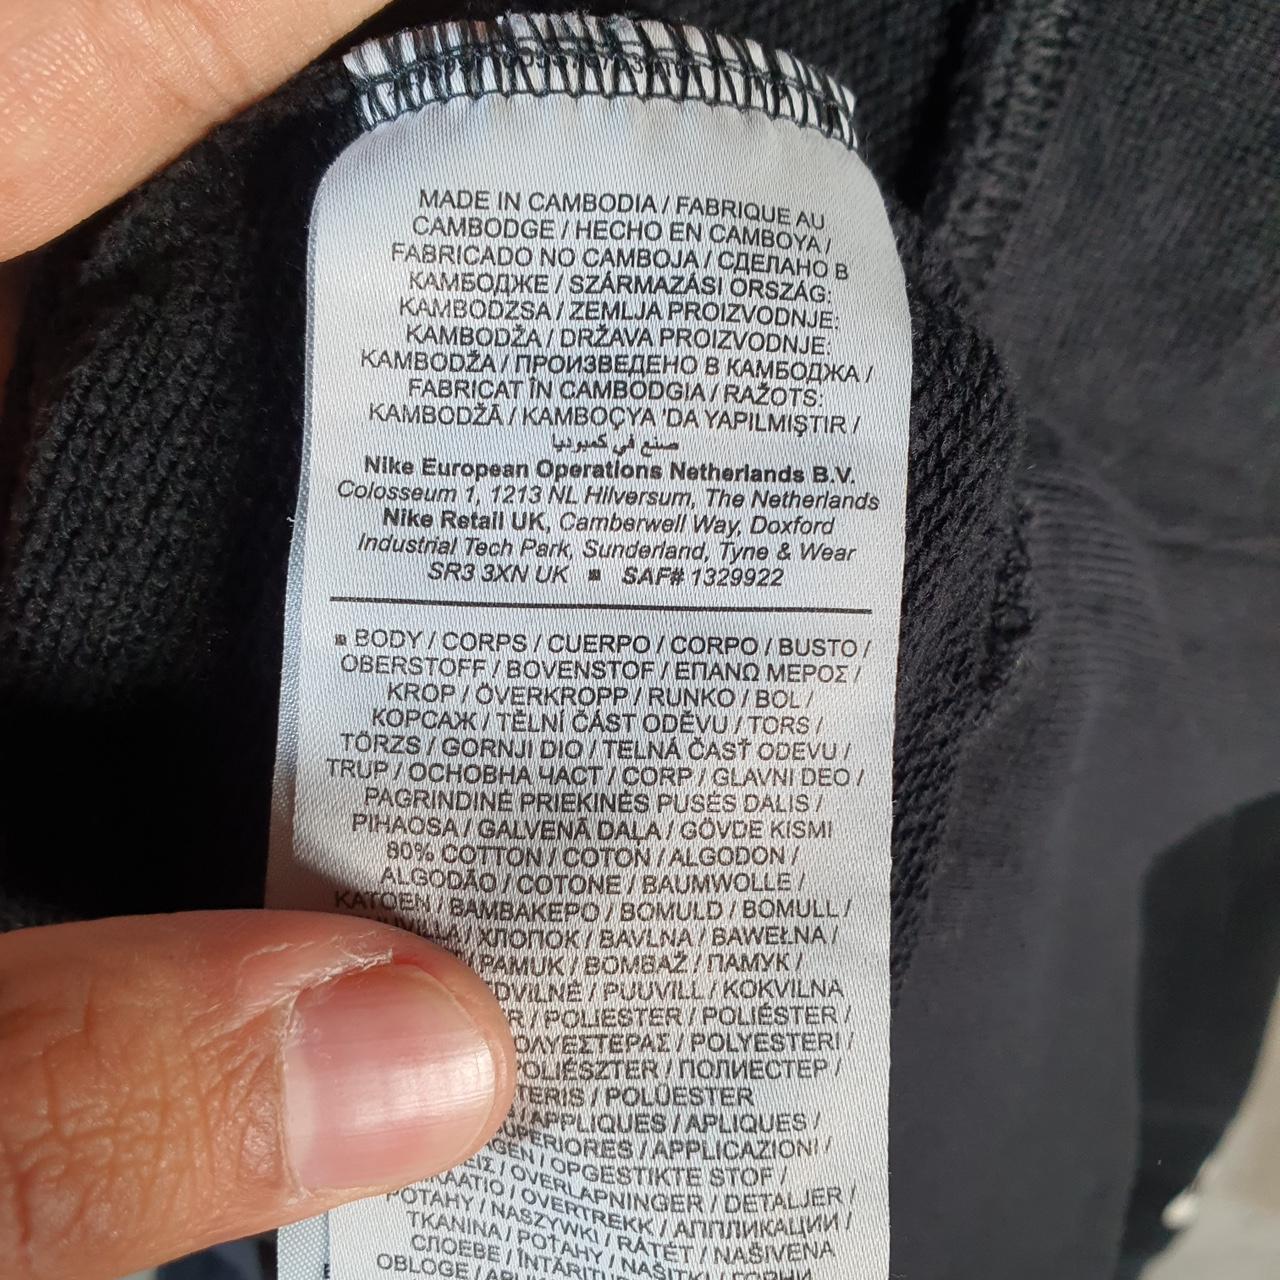 MADE IN CAMBODIA / FABRIQUE AU
CAMBODGE / HECHO EN CAMBOYA /
FABRICADO NO CAMBOJA / СДЕЛАНО В
КАМБОДЖЕ / SZÁRMAZÁSI ORSZÁG:
KAMBODZSA / ZEMLJA PROIZVODNJE:
KAMBODŽA / DRŽAVA PROIZVODNJE:
KAMBODŽA / ПРОИЗВЕДЕНО В КАМБОДЖА /
FABRICAT ÎN CAMBODGIA / RAŽOTS:
KAMBODŽĀ / KAMBOÇYA 'DA YAPILMIŞTIR /
صنع في كمبوديا
Nike European Operations Netherlands B.V.
Colosseum 1, 1213 NL Hilversum, The Netherlands
Nike Retail UK, Camberwell Way, Doxford
Industrial Tech Park, Sunderland, Tyne & Wear
SR3 3XN UK ■ SAF# 1329922
BODY / CORPS / CUERPO / CORPO / BUSTO /
OBERSTOFF / BOVENSTOF / ΕΠΑΝΩ ΜΕΡΟΣ /
KROP / ÖVERKROPP / RUNKO / BOL /
КОРСАЖ / TĚLNÍ ČÁST ODĚVU / TORS /
TÖRZS / GORNJI DIO / TELNÁ ČASŤ ODEVU /
TRUP / ОСНОВНА ЧАСТ / CORP / GLAVNI DEO /
PAGRINDINĖ PRIEKINĖS PUSĖS DALIS /
PIHAOSA / GALVENĀ DAĻA / GÖVDE KISMI
80% COTTON / COTON / ALGODON /
ALGODÃO / COTONE / BAUMWOLLE /
KATOEN / ΒΑΜΒΑΚΕΡΟ / BOMULD / BOMULL /
ХЛОПОК / BAVLNA / BAWEŁNA /
PAMUK / BOMBAŽ / ПАМУК /
PUUVILL / KOKVILNA
POLIESTER / POLIÉSTER /
POLYESTERI /
POLIÉSZTER / ПОЛИЕСТЕР /
POLÜESTER
APPLIQUES / APLIQUES /
APPLICAZIONI /
OPGESTIKTE STOF /
OVERLAPNINGER / DETALJER /
POTAHY / NASZYWKI / RÁTÉT / NAŠIVENA
OVERTREKK / АППЛИКАЦИИ /
TKANINA / POŤAHY / NAŠITKI / ГОРНИ
СЛОЕВЕ / ÎNTĂRITURI
OBLOGE